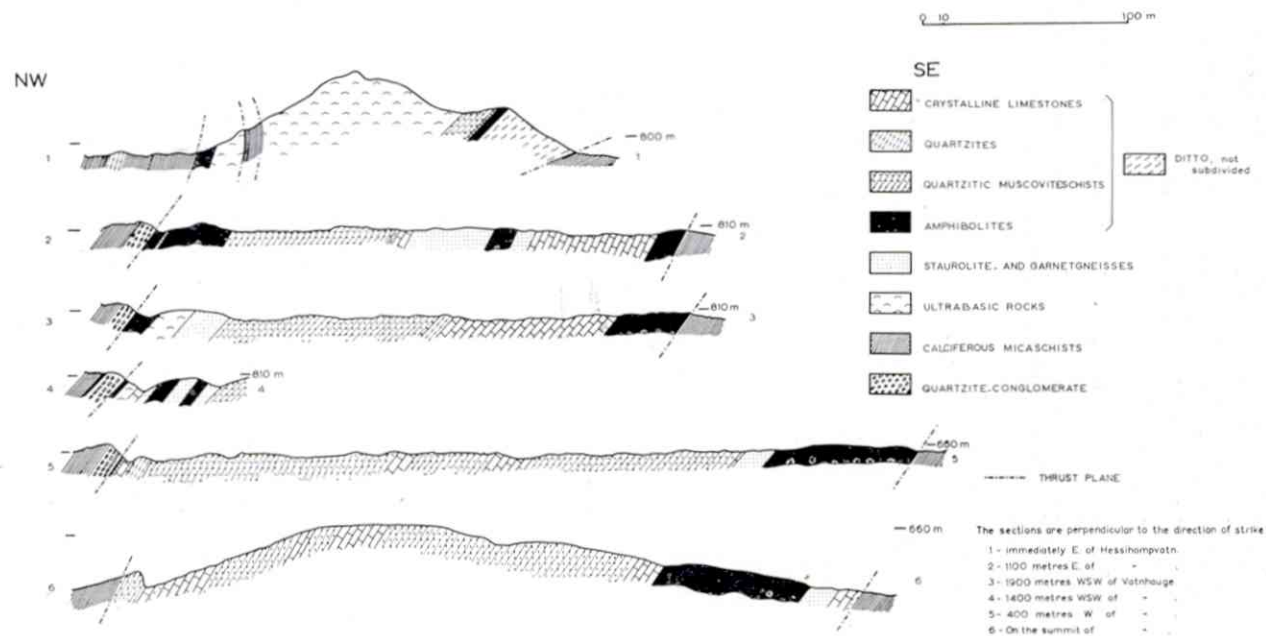 0 10 100 m
NW
SE
CRYSTALLINE LIMESTONES
QUARTZITES
QUARTZITIC MUSCOVITESCHISTS
AMPHIBOLITES
DITTO, not
subdivided
STAUROLITE- AND GARNETGNEISSES
ULTRABASIC ROCKS
CALCIFEROUS MICASCHISTS
QUARTZITE-CONGLOMERATE
THRUST PLANE
1 800 m 1
2 810 m 2
3 810 m 3
4 810 m 4
5 5
6 660 m 6
The sections are perpendicular to the direction of strike
1 - immediately E. of Hessihompvatn.
2 - 1100 metres E. of "
3 - 1900 metres WSW of Vatnhauge
4 - 1400 metres WSW of "
5 - 400 metres W of "
6 - On the summit of "